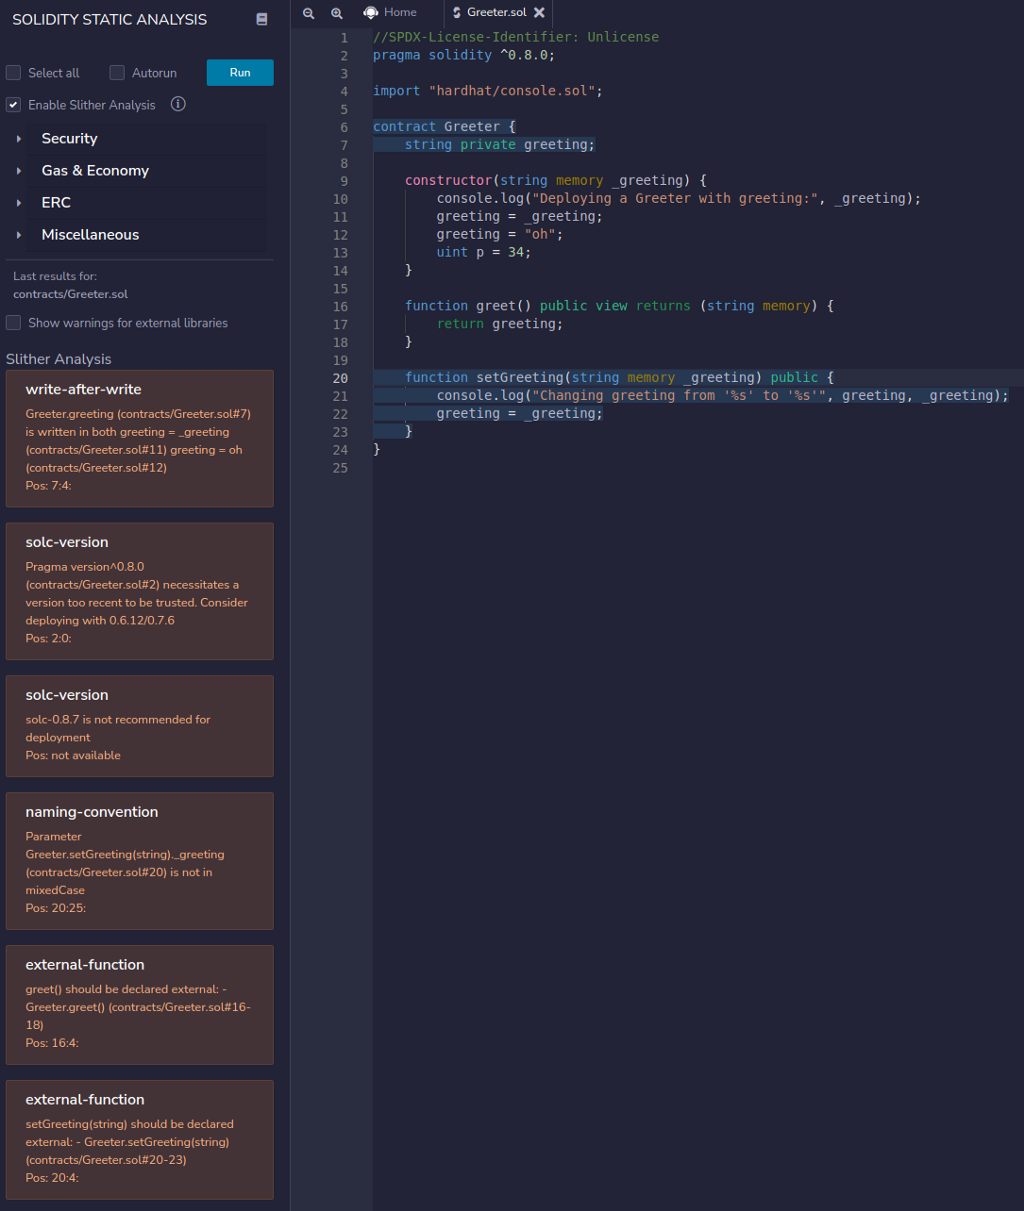 SOLIDITY STATIC ANALYSIS
Select all
Autorun
Run
Enable Slither Analysis
Security
Gas & Economy
ERC
Miscellaneous
Last results for:
contracts/Greeter.sol
Show warnings for external libraries
Slither Analysis
write-after-write
Greeter.greeting (contracts/Greeter.sol#7)
is written in both greeting = _greeting
(contracts/Greeter.sol#11) greeting = oh
(contracts/Greeter.sol#12)
Pos: 7:4:
solc-version
Pragma version^0.8.0
(contracts/Greeter.sol#2) necessitates a
version too recent to be trusted. Consider
deploying with 0.6.12/0.7.6
Pos: 2:0:
solc-version
solc-0.8.7 is not recommended for
deployment
Pos: not available
naming-convention
Parameter
Greeter.setGreeting(string)._greeting
(contracts/Greeter.sol#20) is not in
mixedCase
Pos: 20:25:
external-function
greet() should be declared external: -
Greeter.greet() (contracts/Greeter.sol#16-
18)
Pos: 16:4:
external-function
setGreeting(string) should be declared
external: - Greeter.setGreeting(string)
(contracts/Greeter.sol#20-23)
Pos: 20:4:
Home
Greeter.sol
1 //SPDX-License-Identifier: Unlicense
2 pragma solidity ^0.8.0;
3
4 import "hardhat/console.sol";
5
6 contract Greeter {
7     string private greeting;
8
9     constructor(string memory _greeting) {
10         console.log("Deploying a Greeter with greeting:", _greeting);
11         greeting = _greeting;
12         greeting = "oh";
13         uint p = 34;
14     }
15
16     function greet() public view returns (string memory) {
17         return greeting;
18     }
19
20     function setGreeting(string memory _greeting) public {
21         console.log("Changing greeting from '%s' to '%s'", greeting, _greeting);
22         greeting = _greeting;
23     }
24 }
25